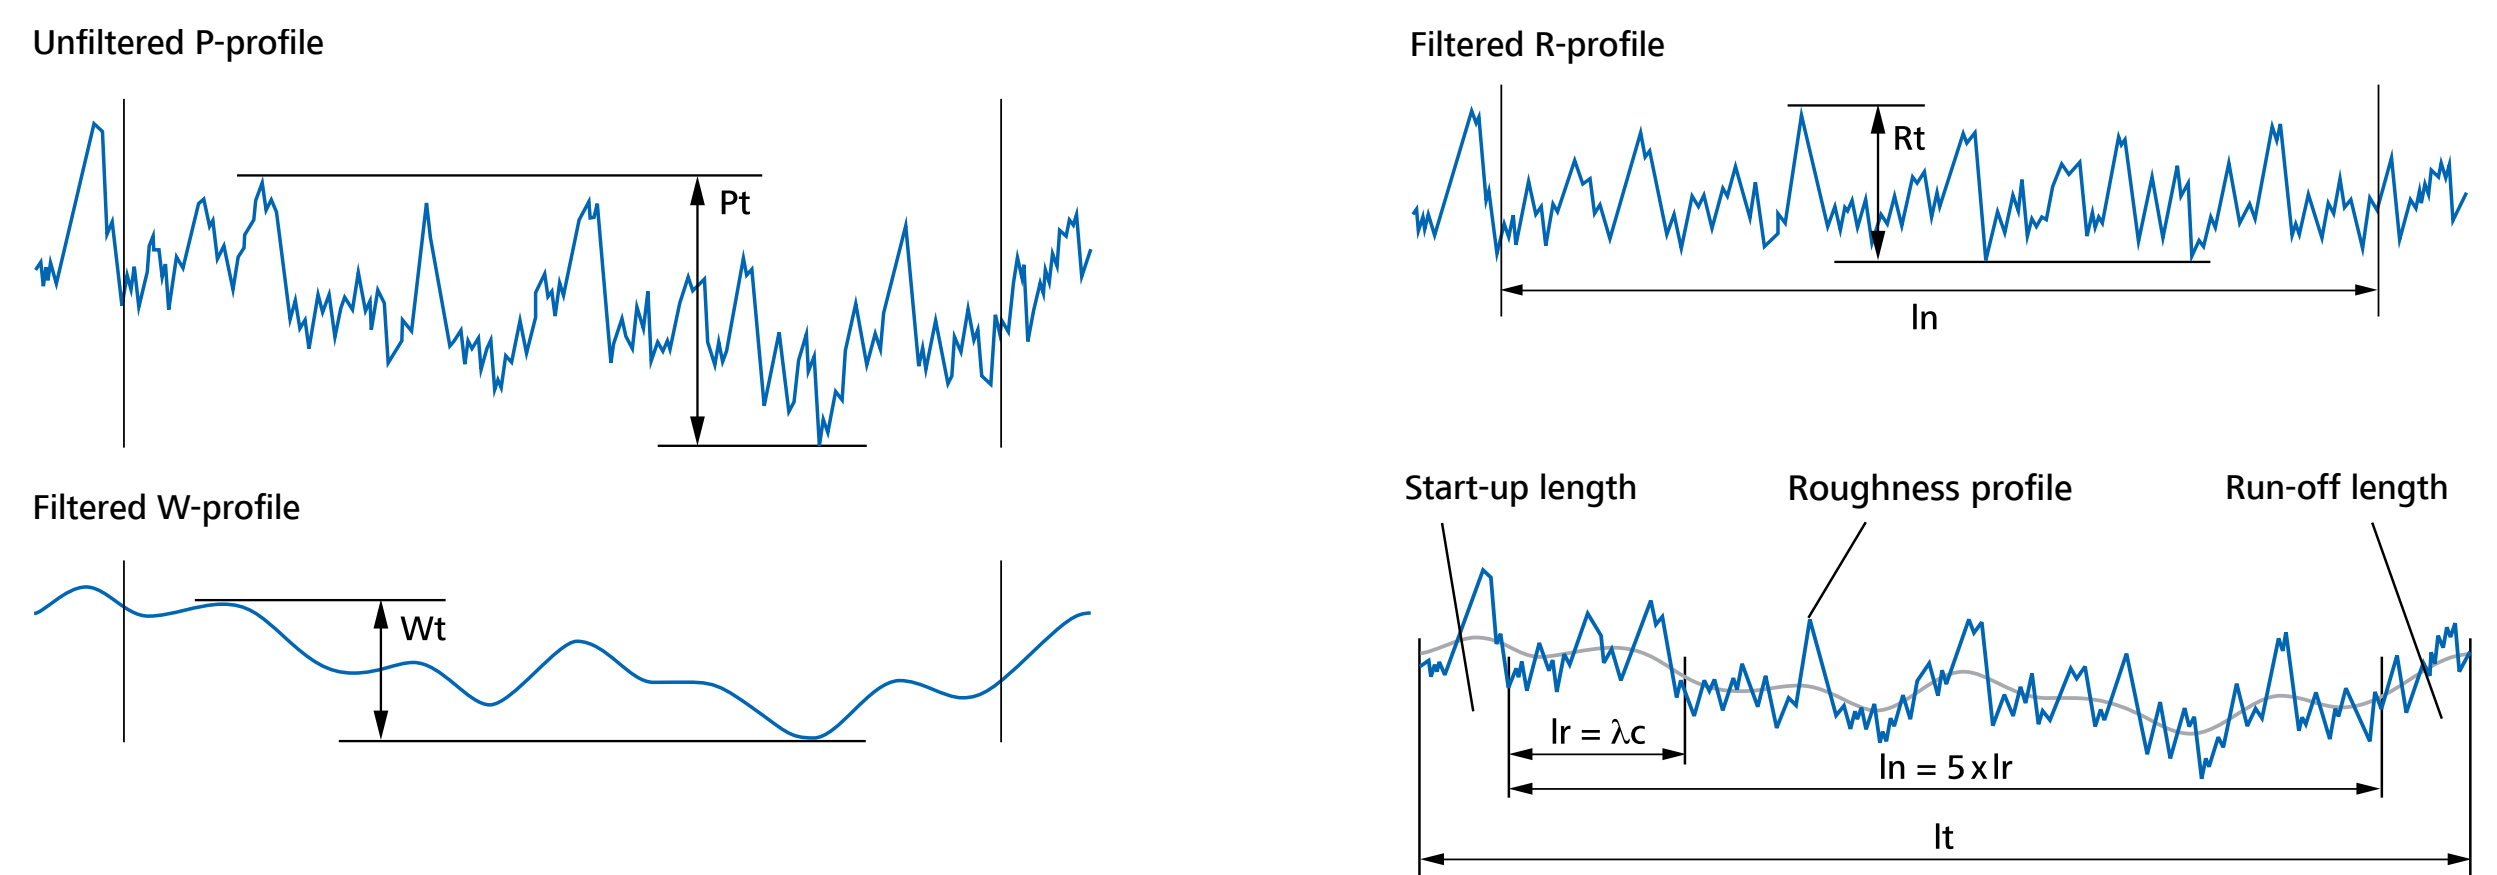 Unfiltered P-profile
Pt
Filtered W-profile
Wt
Filtered R-profile
Rt
ln
Start-up length
Roughness profile
Run-off length
lr = λc
ln = 5 x lr
lt